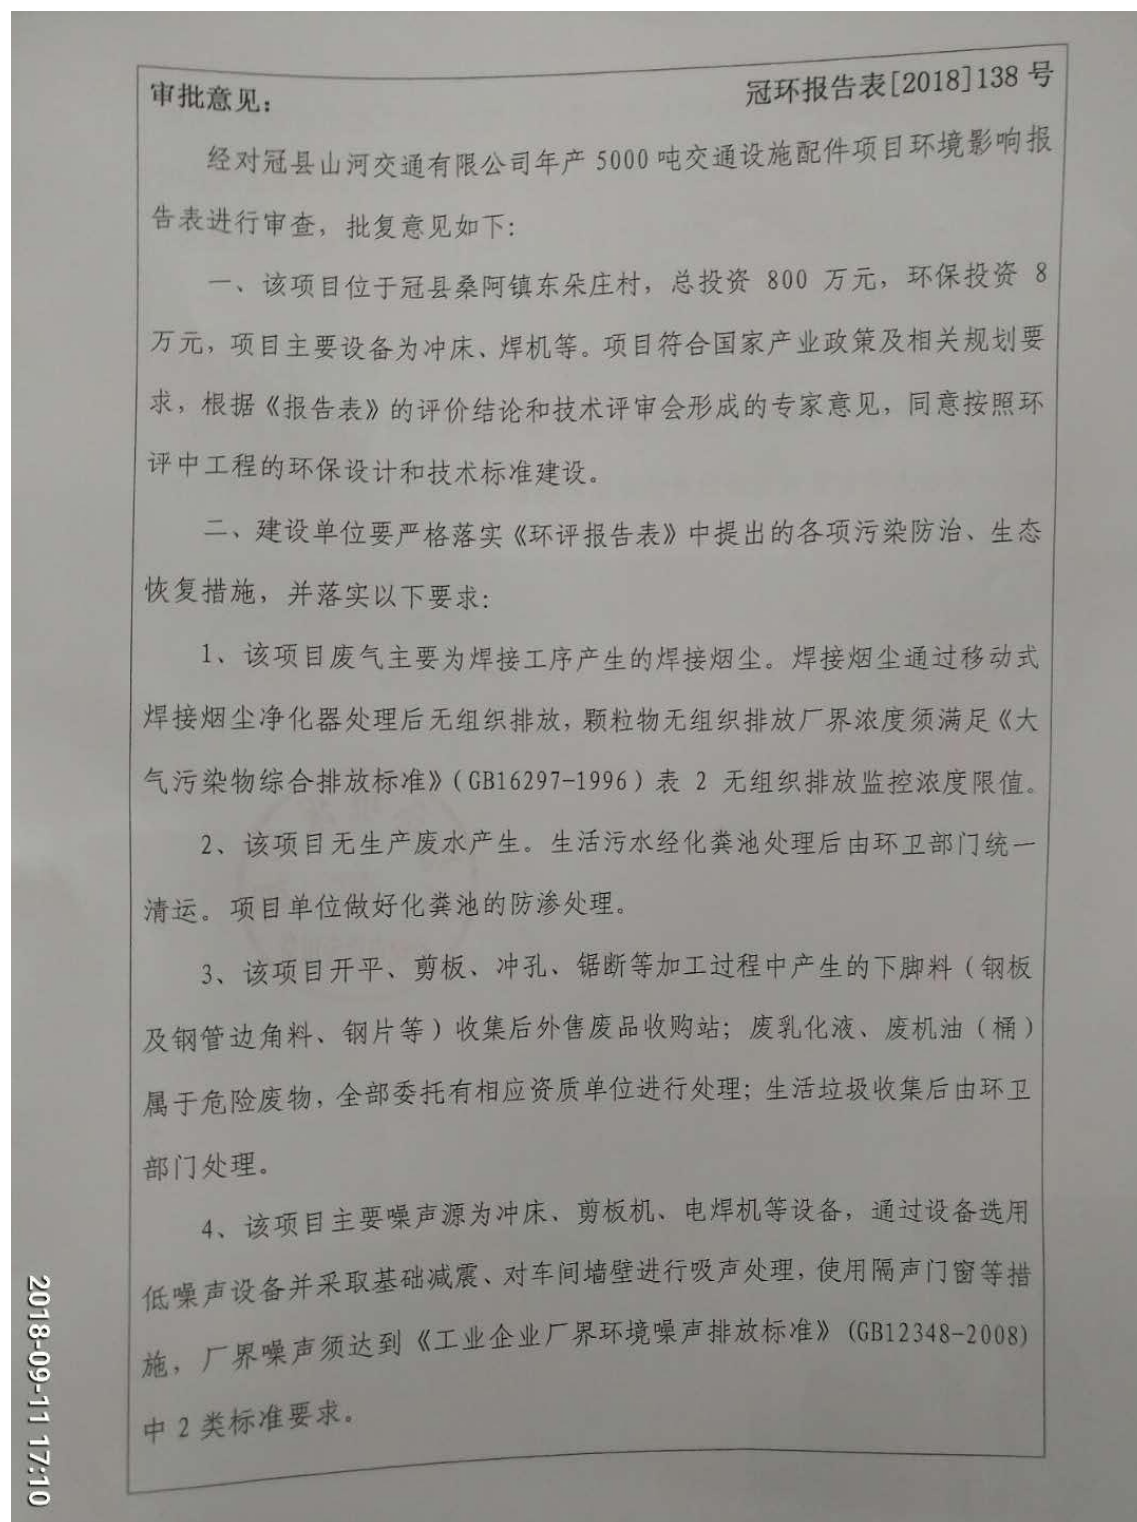 审批意见：
冠环报告表[2018]138 号
经对冠县山河交通有限公司年产 5000 吨交通设施配件项目环境影响报
告表进行审查，批复意见如下：
一、该项目位于冠县桑阿镇东朵庄村，总投资 800 万元，环保投资 8
万元，项目主要设备为冲床、焊机等。项目符合国家产业政策及相关规划要
求，根据《报告表》的评价结论和技术评审会形成的专家意见，同意按照环
评中工程的环保设计和技术标准建设。
二、建设单位要严格落实《环评报告表》中提出的各项污染防治、生态
恢复措施，并落实以下要求：
1、该项目废气主要为焊接工序产生的焊接烟尘。焊接烟尘通过移动式
焊接烟尘净化器处理后无组织排放，颗粒物无组织排放厂界浓度须满足《大
气污染物综合排放标准》（GB16297-1996）表 2 无组织排放监控浓度限值。
2、该项目无生产废水产生。生活污水经化粪池处理后由环卫部门统一
清运。项目单位做好化粪池的防渗处理。
3、该项目开平、剪板、冲孔、锯断等加工过程中产生的下脚料（钢板
及钢管边角料、钢片等）收集后外售废品收购站；废乳化液、废机油（桶）
属于危险废物，全部委托有相应资质单位进行处理；生活垃圾收集后由环卫
部门处理。
4、该项目主要噪声源为冲床、剪板机、电焊机等设备，通过设备选用
低噪声设备并采取基础减震、对车间墙壁进行吸声处理，使用隔声门窗等措
施，厂界噪声须达到《工业企业厂界环境噪声排放标准》(GB12348-2008)
中 2 类标准要求。
2018-09-11 17:10